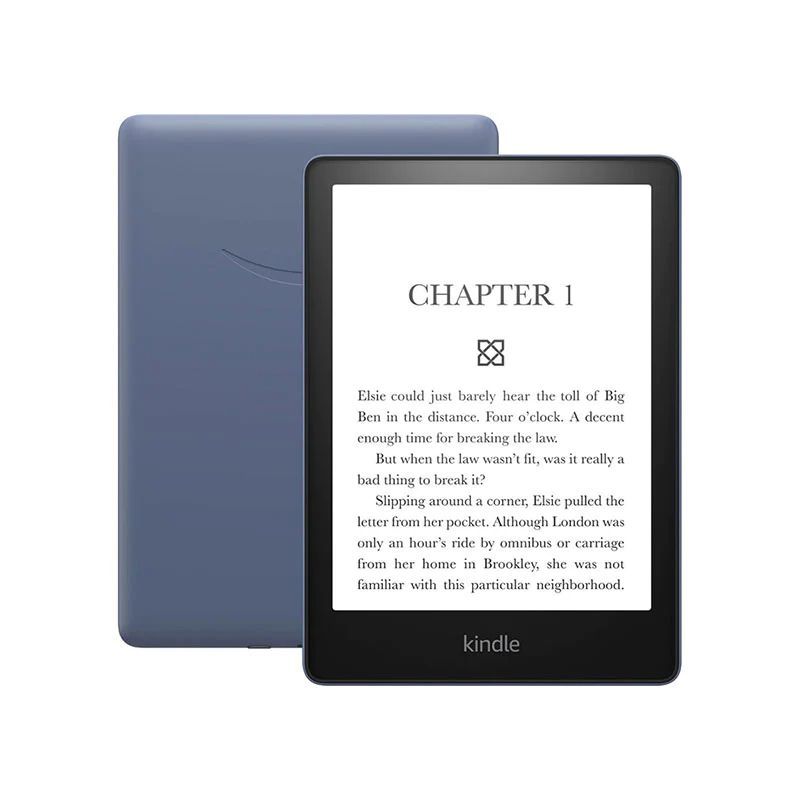 CHAPTER 1
Elsie could just barely hear the toll of Big
Ben in the distance. Four o’clock. A decent
enough time for breaking the law.
But when the law wasn’t fit, was it really a
bad thing to break it?
Slipping around a corner, Elsie pulled the
letter from her pocket. Although London was
only an hour’s ride by omnibus or carriage
from her home in Brookley, she was not
familiar with this particular neighborhood.
kindle